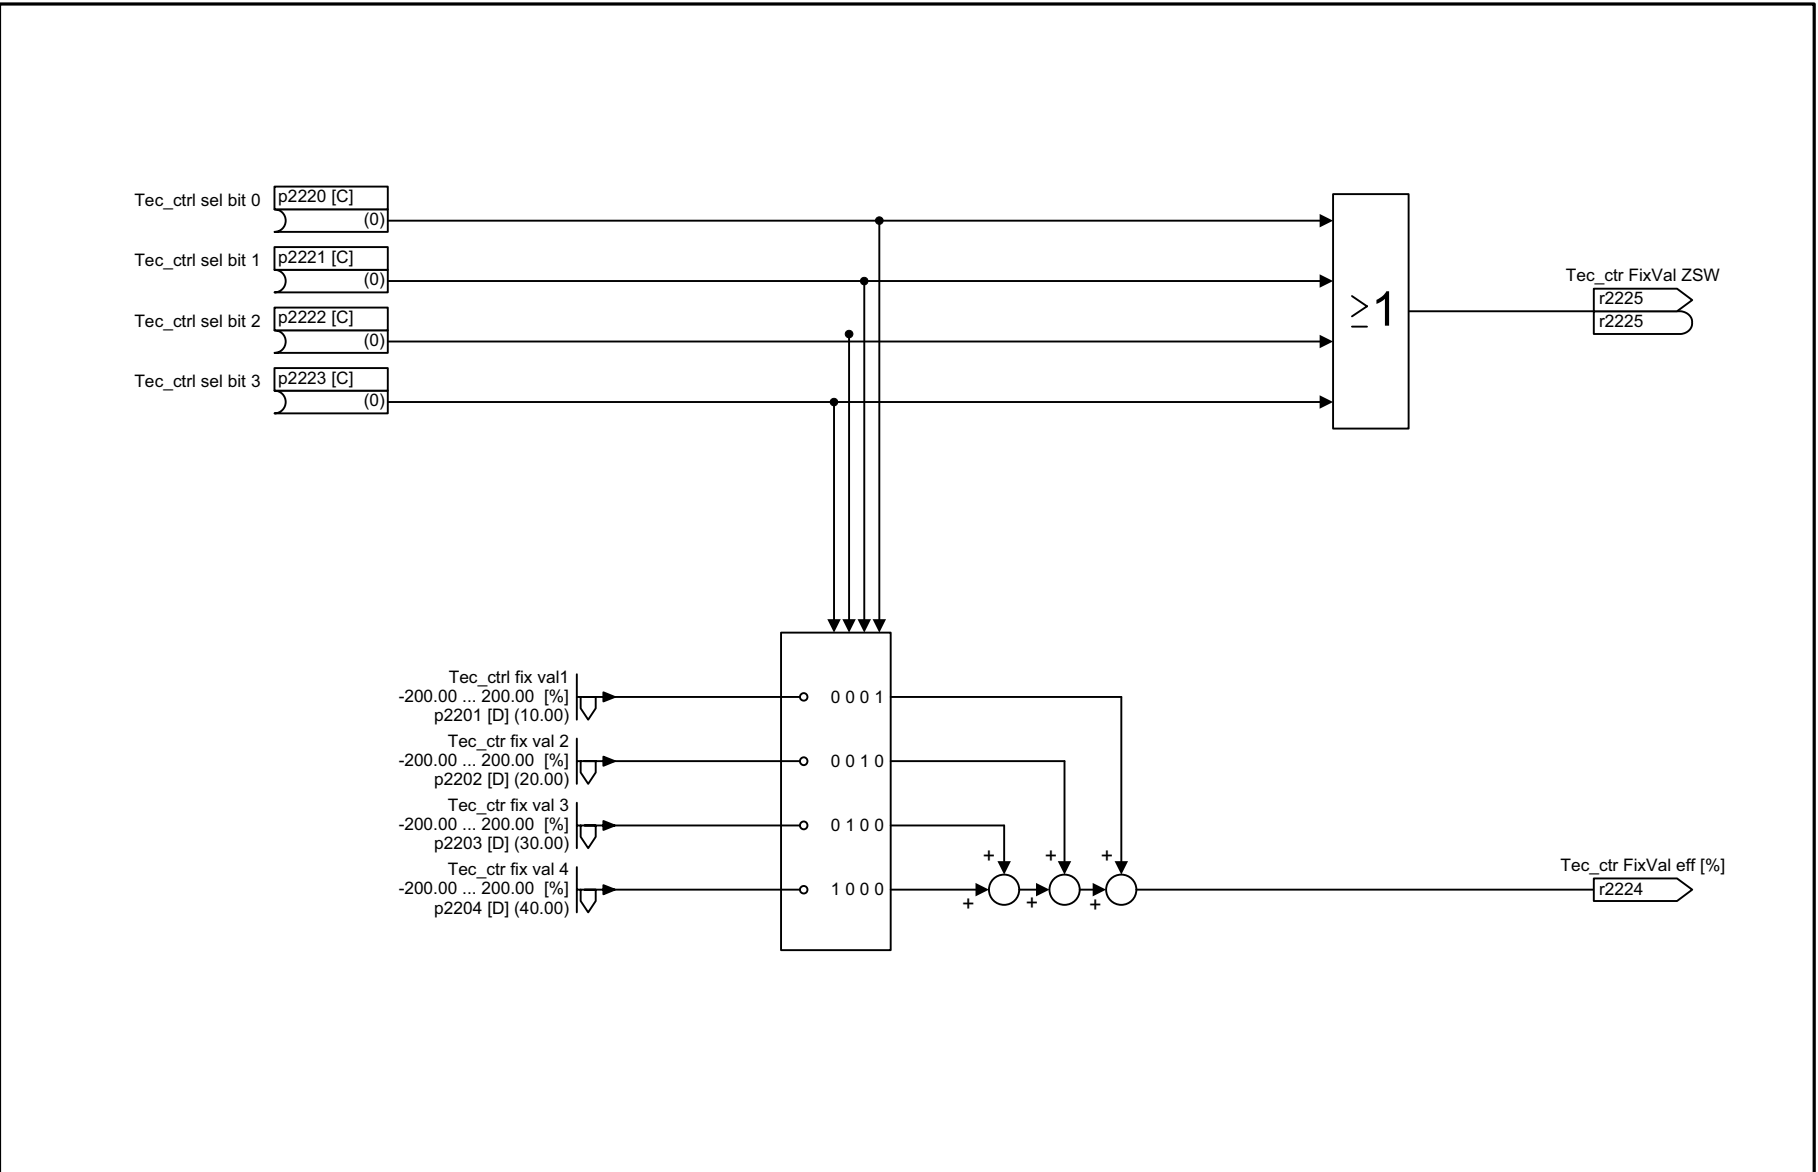 Tec_ctrl sel bit 0
p2220 [C]
(0)
Tec_ctrl sel bit 1
p2221 [C]
(0)
Tec_ctrl sel bit 2
p2222 [C]
(0)
Tec_ctrl sel bit 3
p2223 [C]
(0)
≥1
Tec_ctr FixVal ZSW
r2225
r2225
Tec_ctrl fix val1
-200.00 ... 200.00 [%]
p2201 [D] (10.00)
0 0 0 1
Tec_ctr fix val 2
-200.00 ... 200.00 [%]
p2202 [D] (20.00)
0 0 1 0
Tec_ctr fix val 3
-200.00 ... 200.00 [%]
p2203 [D] (30.00)
0 1 0 0
Tec_ctr fix val 4
-200.00 ... 200.00 [%]
p2204 [D] (40.00)
1 0 0 0
+
+
+
+
+
+
Tec_ctr FixVal eff [%]
r2224